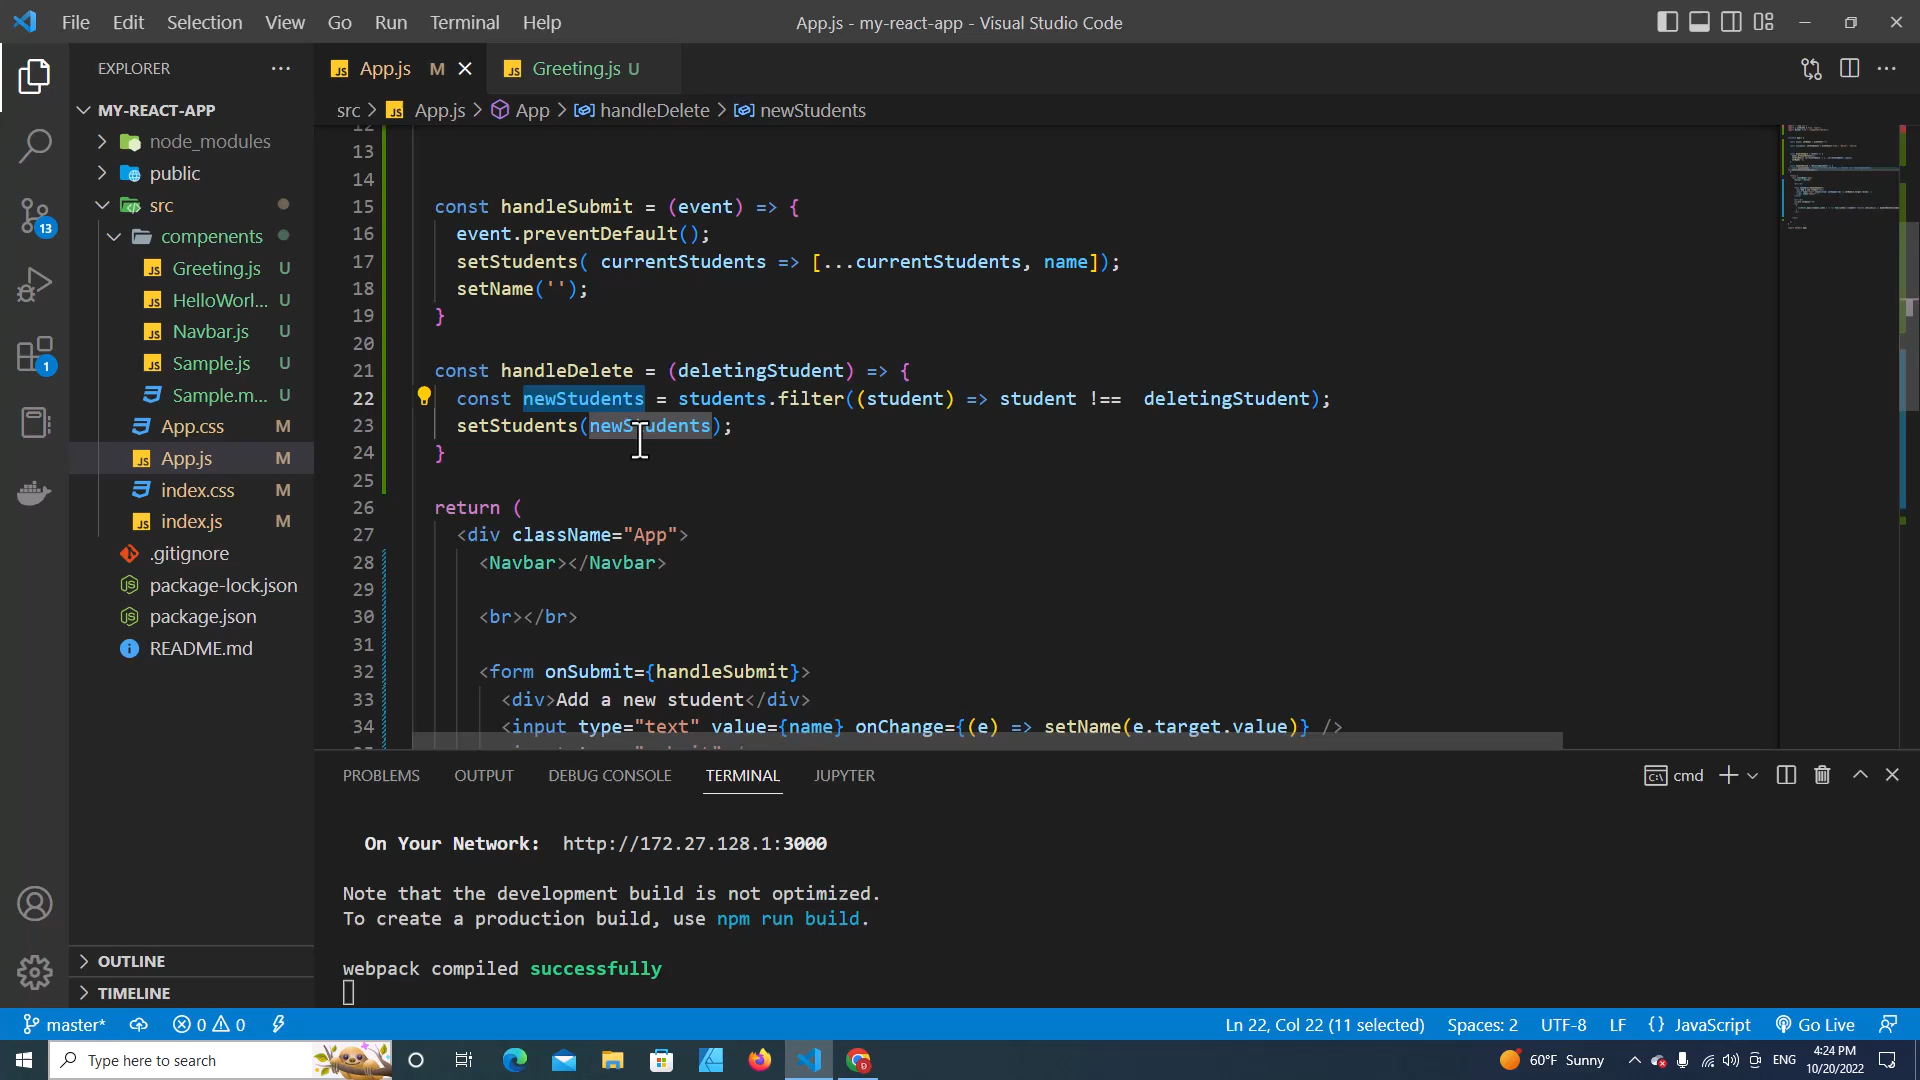 File Edit Selection View Go Run Terminal Help
App.js - my-react-app - Visual Studio Code
EXPLORER
MY-REACT-APP
node_modules
public
src
compenents
Greeting.js U
HelloWorl... U
Navbar.js U
Sample.js U
Sample.m... U
App.css M
App.js M
index.css M
index.js M
.gitignore
package-lock.json
package.json
README.md
OUTLINE
TIMELINE
13
1
App.js M
Greeting.js U
src > App.js > App > handleDelete > newStudents
12
13
14
15 const handleSubmit = (event) => {
16 event.preventDefault();
17 setStudents( currentStudents => [...currentStudents, name]);
18 setName('');
19 }
20
21 const handleDelete = (deletingStudent) => {
22 const newStudents = students.filter((student) => student !==  deletingStudent);
23 setStudents(newStudents);
24 }
25
26 return (
27 <div className="App">
28 <Navbar></Navbar>
29
30 <br></br>
31
32 <form onSubmit={handleSubmit}>
33 <div>Add a new student</div>
34 <input type="text" value={name} onChange={(e) => setName(e.target.value)} />
PROBLEMS OUTPUT DEBUG CONSOLE TERMINAL JUPYTER
cmd
On Your Network:  http://172.27.128.1:3000
Note that the development build is not optimized.
To create a production build, use npm run build.
webpack compiled successfully
master* 0 0
Ln 22, Col 22 (11 selected) Spaces: 2 UTF-8 LF {} JavaScript Go Live
Type here to search
60°F Sunny
ENG
4:24 PM
10/20/2022